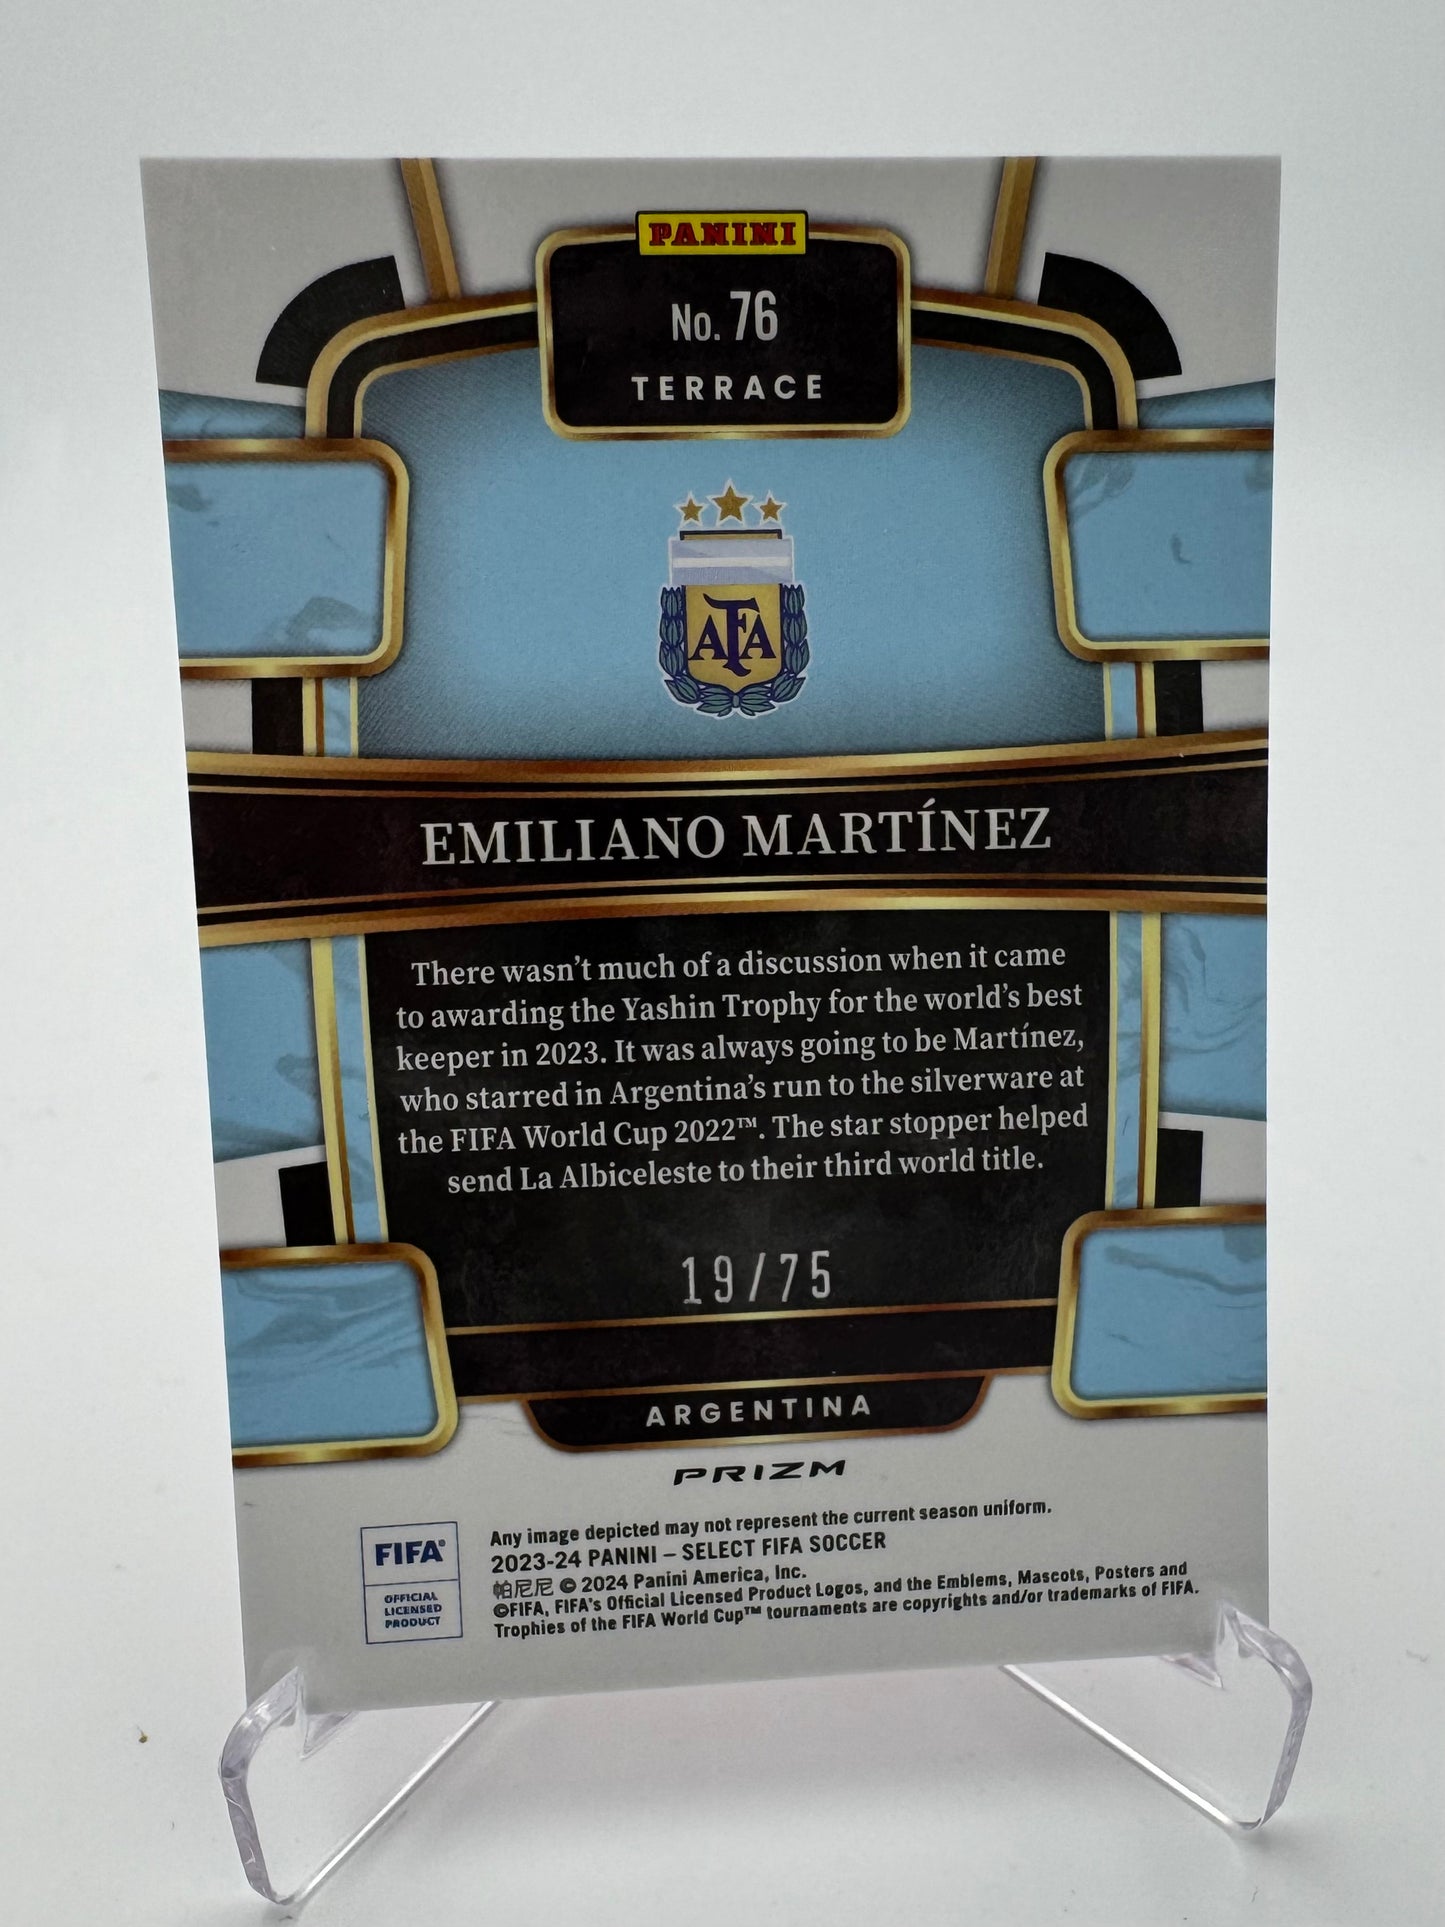 PANINI
No. 76
TERRACE
AFA
EMILIANO MARTÍNEZ
There wasn't much of a discussion when it came
to awarding the Yashin Trophy for the world's best
keeper in 2023. It was always going to be Martínez,
who starred in Argentina's run to the silverware at
the FIFA World Cup 2022™. The star stopper helped
send La Albiceleste to their third world title.
19/75
ARGENTINA
PRIZM
FIFA®
OFFICIAL
LICENSED
PRODUCT
Any image depicted may not represent the current season uniform.
2023-24 PANINI – SELECT FIFA SOCCER
帕尼尼 © 2024 Panini America, Inc.
©FIFA, FIFA's Official Licensed Product Logos, and the Emblems, Mascots, Posters and
Trophies of the FIFA World Cup™ tournaments are copyrights and/or trademarks of FIFA.